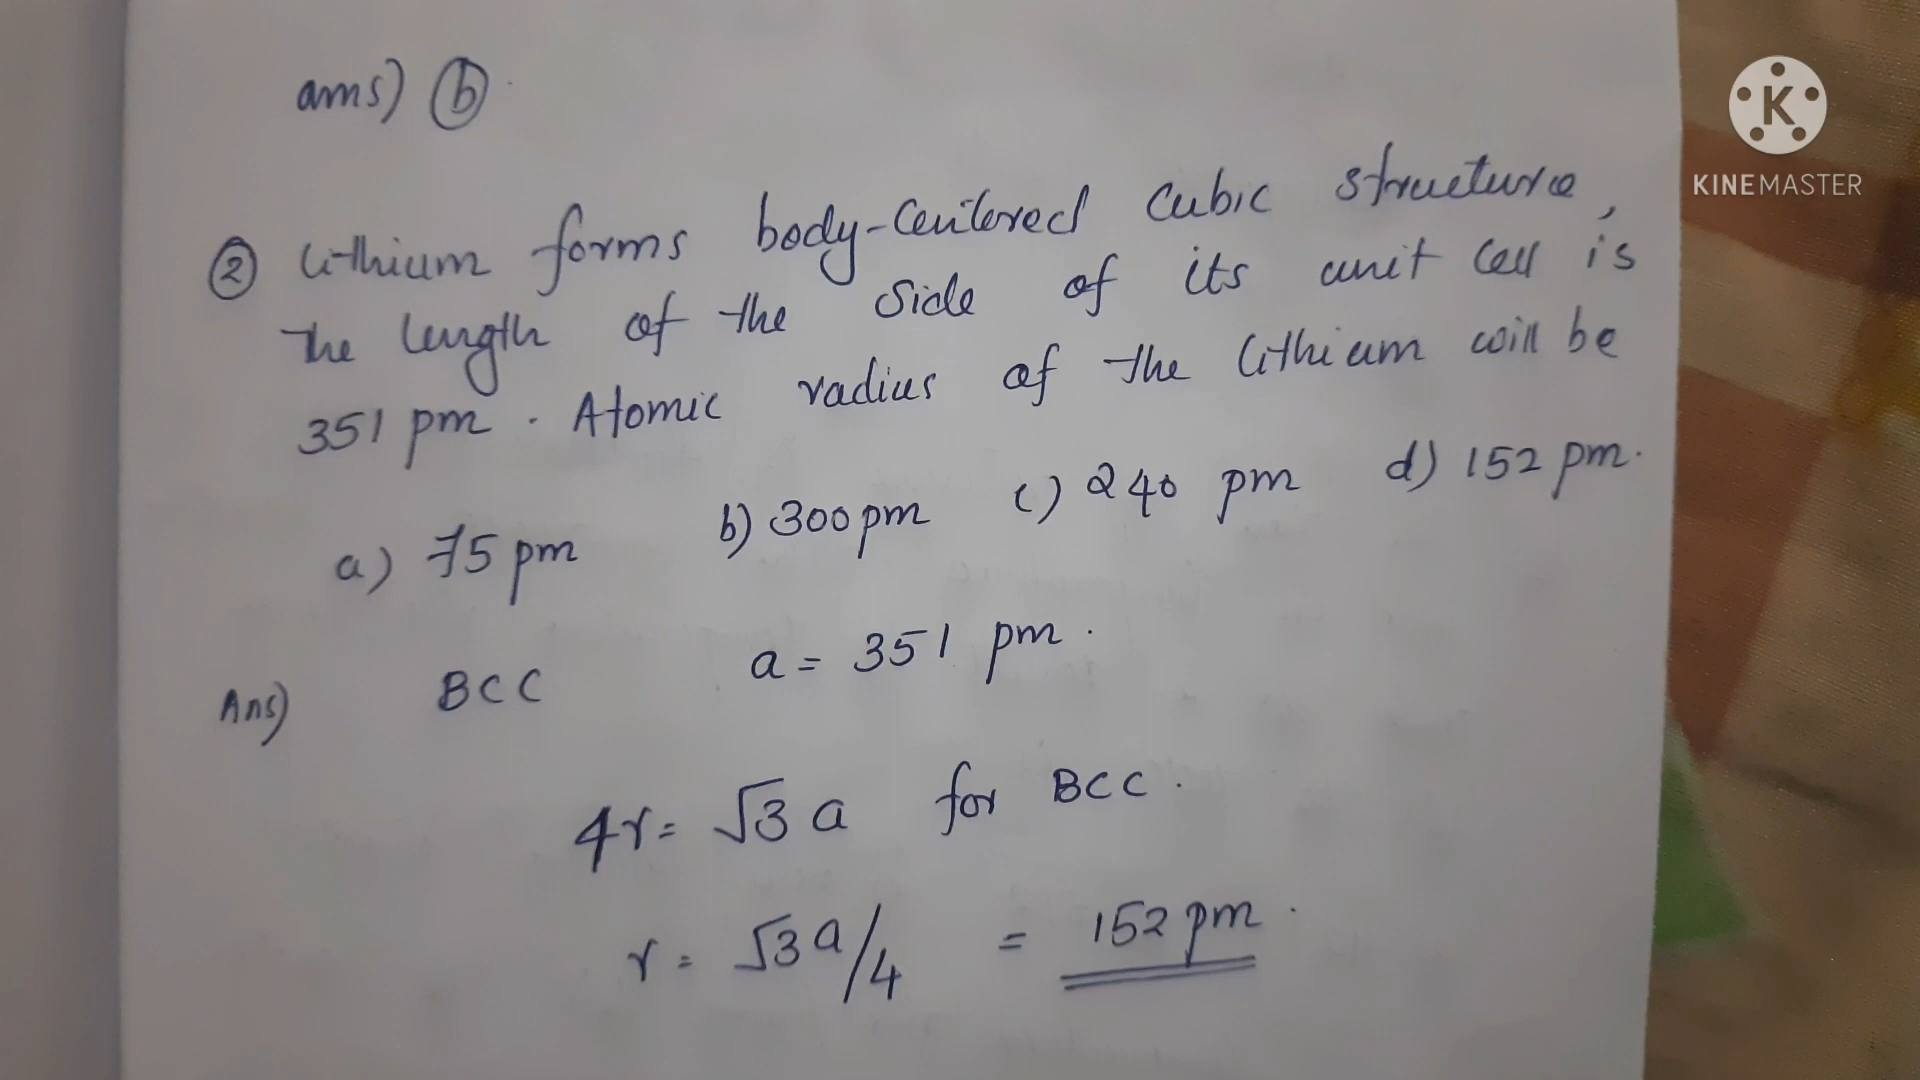 ans) b
K
KINEMASTER
2 Lithium forms body-centered cubic structure,
The length of the side of its unit cell is
351 pm. Atomic radius of the lithium will be
a) 75 pm b) 300 pm c) 240 pm d) 152 pm.
Ans) BCC a = 351 pm.
4r = √3 a for BCC.
r = √3 a/4 = 152 pm.